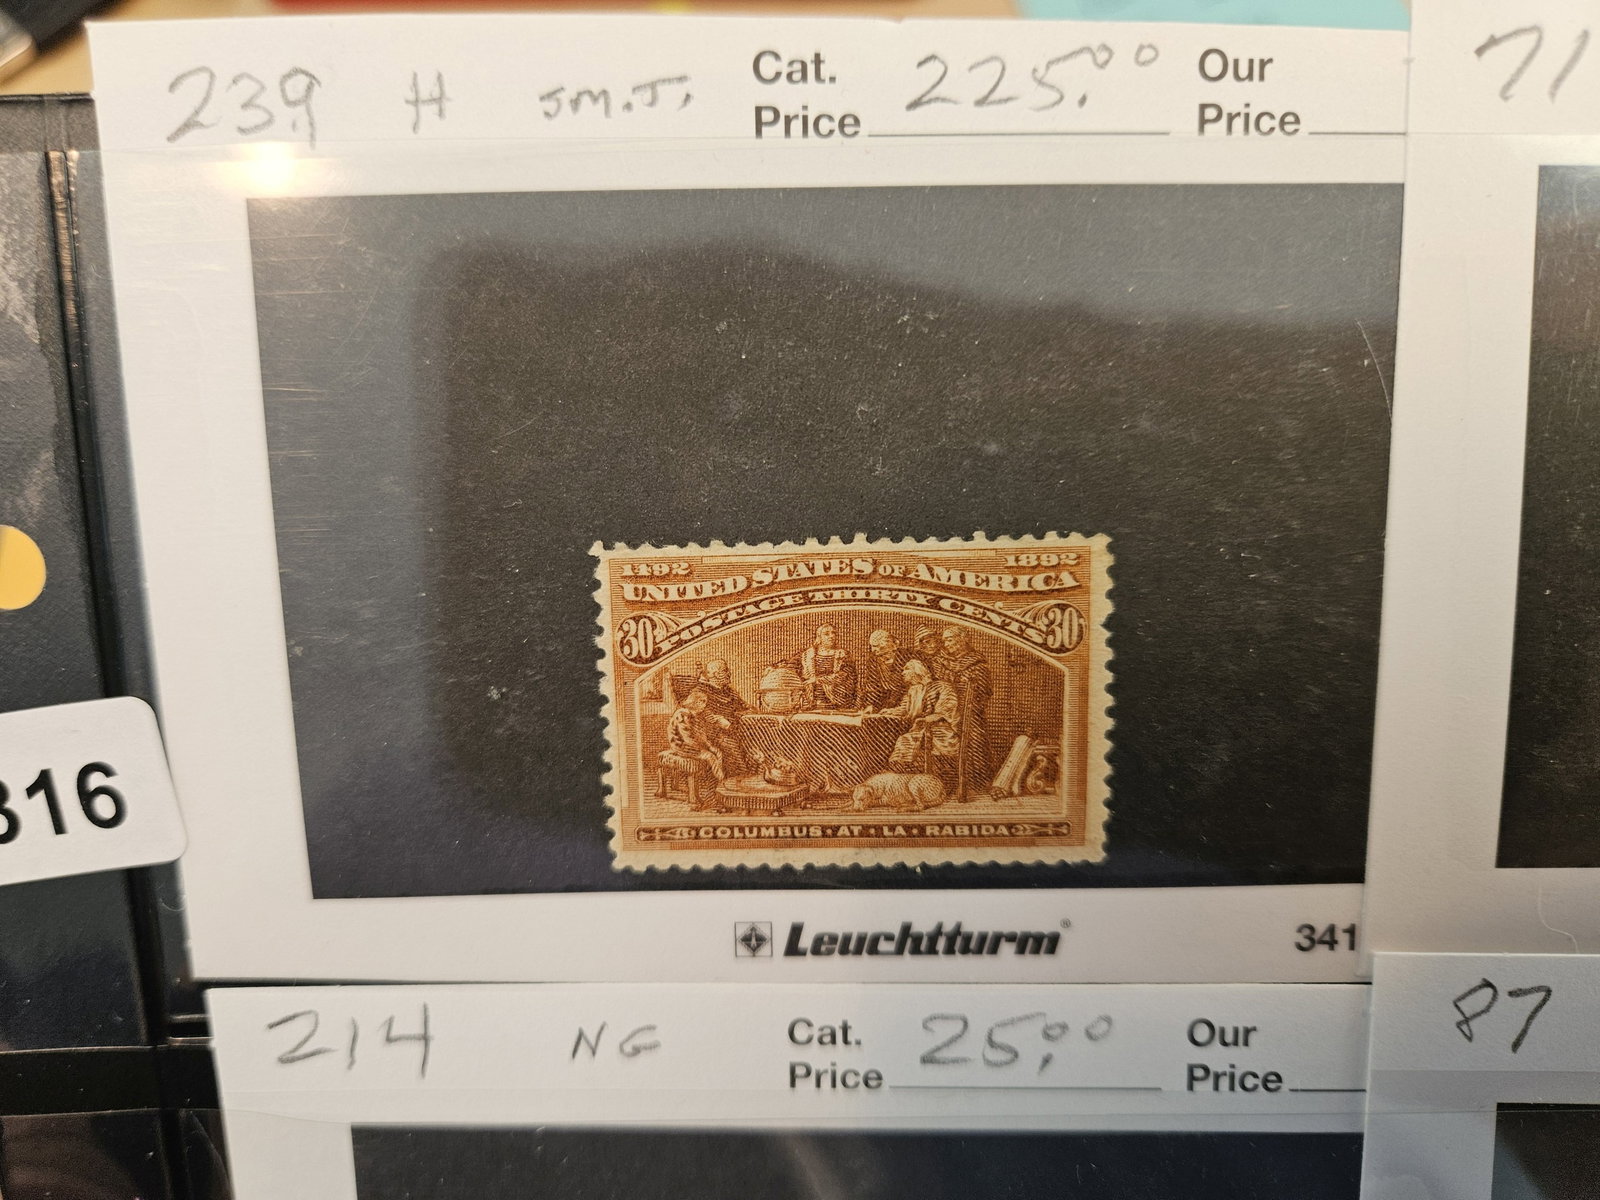 239 H SM.T. Cat. Price 225.00 Our Price
71
1492 1892
UNITED STATES OF AMERICA
POSTAGE THIRTY CENTS
30 30
COLUMBUS · AT · LA · RABIDA
316
Leuchtturm® 341
214 NG Cat. Price 25.00 Our Price
87